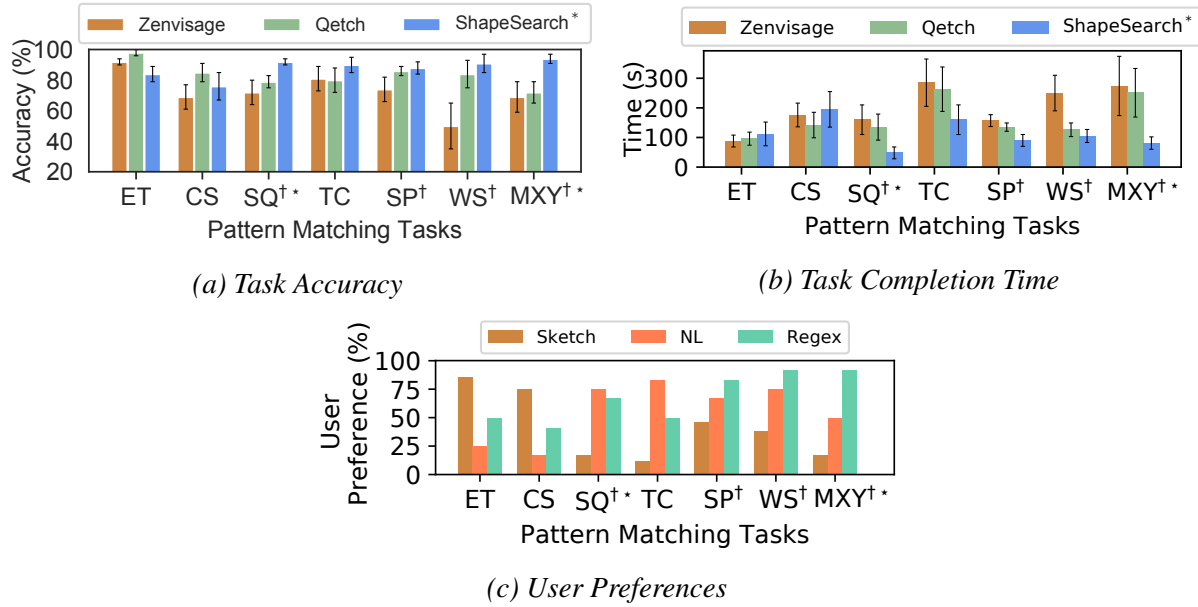 Zenvisage Qetch ShapeSearch*
Accuracy (%)
100
80
60
40
20
ET CS SQ†⋆ TC SP† WS† MXY†⋆
Pattern Matching Tasks
(a) Task Accuracy
Zenvisage Qetch ShapeSearch*
Time (s)
300
200
100
0
ET CS SQ†⋆ TC SP† WS† MXY†⋆
Pattern Matching Tasks
(b) Task Completion Time
Sketch NL Regex
User
Preference (%)
100
75
50
25
0
ET CS SQ†⋆ TC SP† WS† MXY†⋆
Pattern Matching Tasks
(c) User Preferences